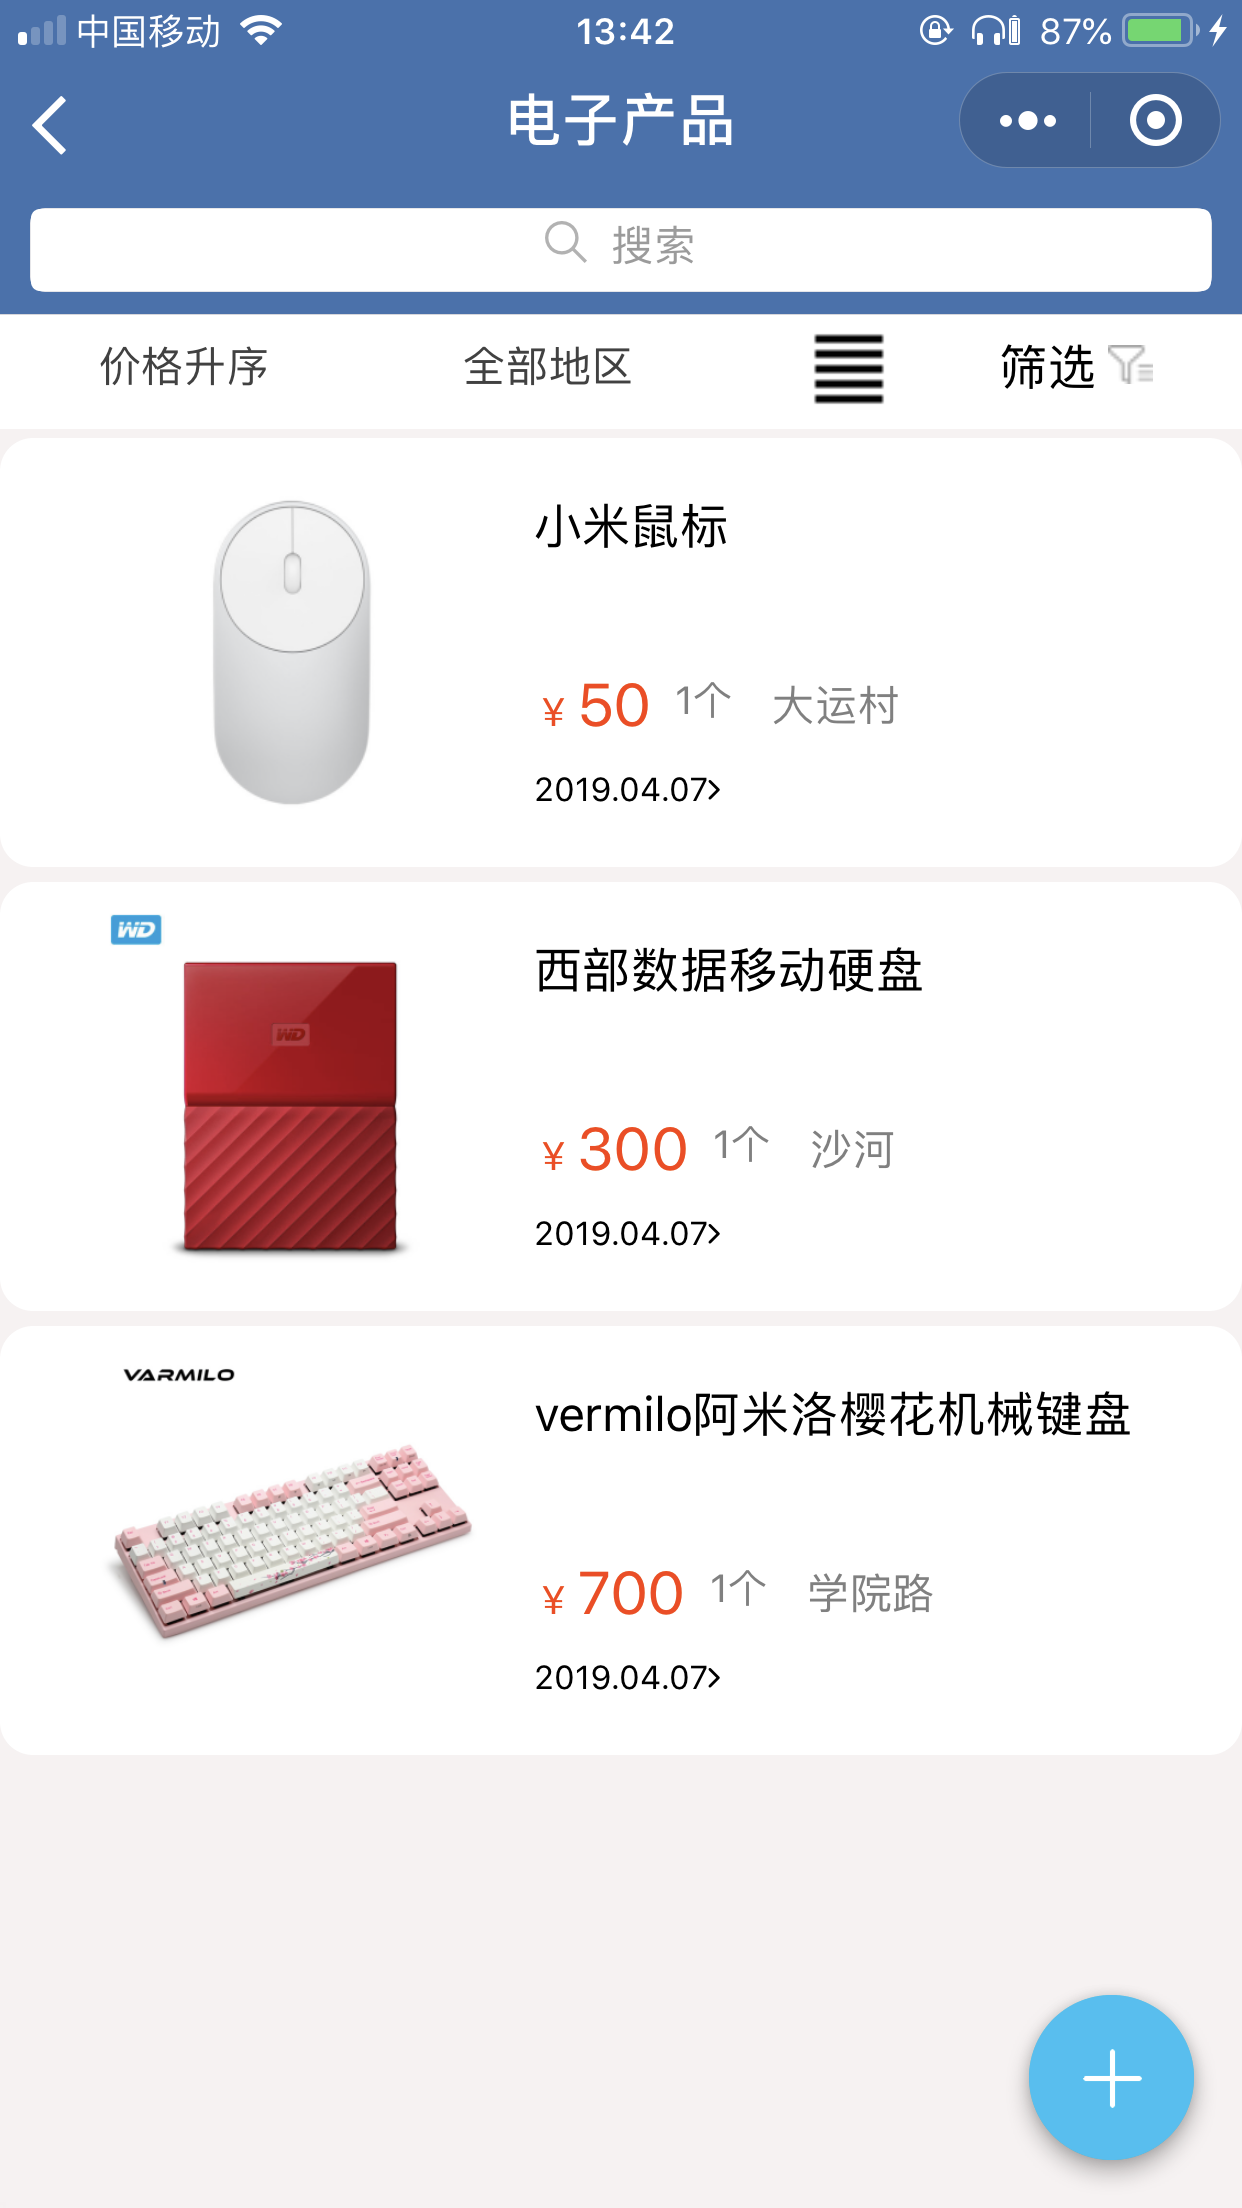 中国移动 13:42 87%
电子产品
搜索
价格升序 全部地区 筛选
小米鼠标
¥ 50 1个 大运村
2019.04.07>
WD
西部数据移动硬盘
WD
¥ 300 1个 沙河
2019.04.07>
VARMILO
vermilo阿米洛樱花机械键盘
¥ 700 1个 学院路
2019.04.07>